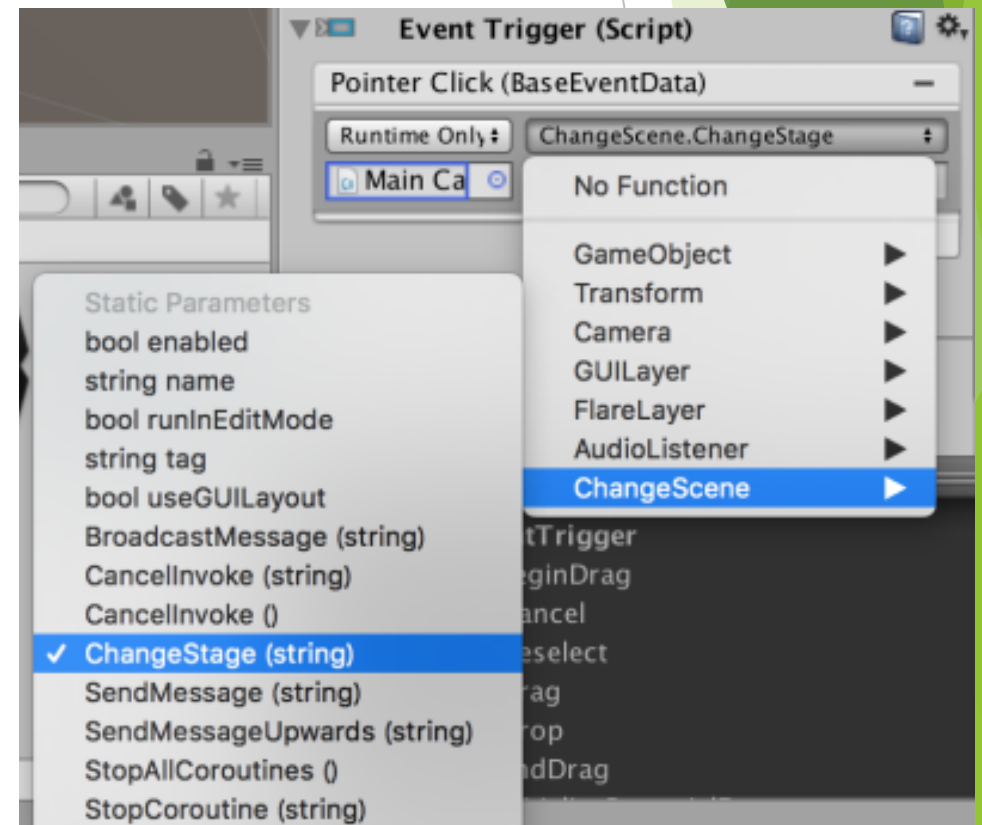 Event Trigger (Script)
Pointer Click (BaseEventData)
Runtime Only
ChangeScene.ChangeStage
Main Ca
No Function
GameObject
Transform
Camera
GUILayer
FlareLayer
AudioListener
ChangeScene
Static Parameters
bool enabled
string name
bool runInEditMode
string tag
bool useGUILayout
BroadcastMessage (string)
CancelInvoke (string)
CancelInvoke ()
✓ ChangeStage (string)
SendMessage (string)
SendMessageUpwards (string)
StopAllCoroutines ()
StopCoroutine (string)
tTrigger
eginDrag
ancel
eselect
rag
rop
ndDrag